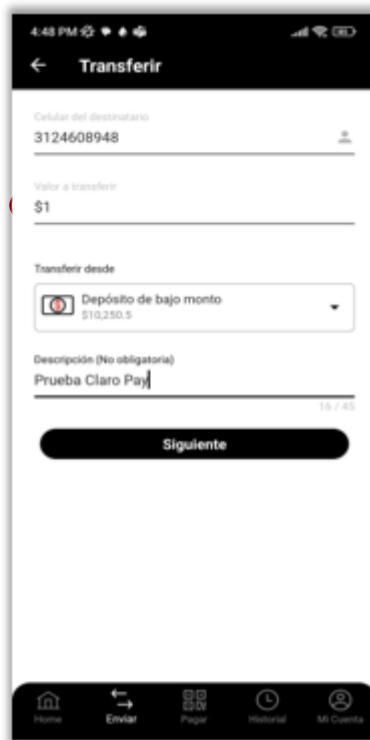 4:48 PM
Transferir
Celular del destinatario
3124608948
Valor a transferir
$1
Transferir desde
Depósito de bajo monto
$10,250.5
Descripción (No obligatoria)
Prueba Claro Pay
16 / 45
Siguiente
Home Enviar Pagar Historial Mi Cuenta